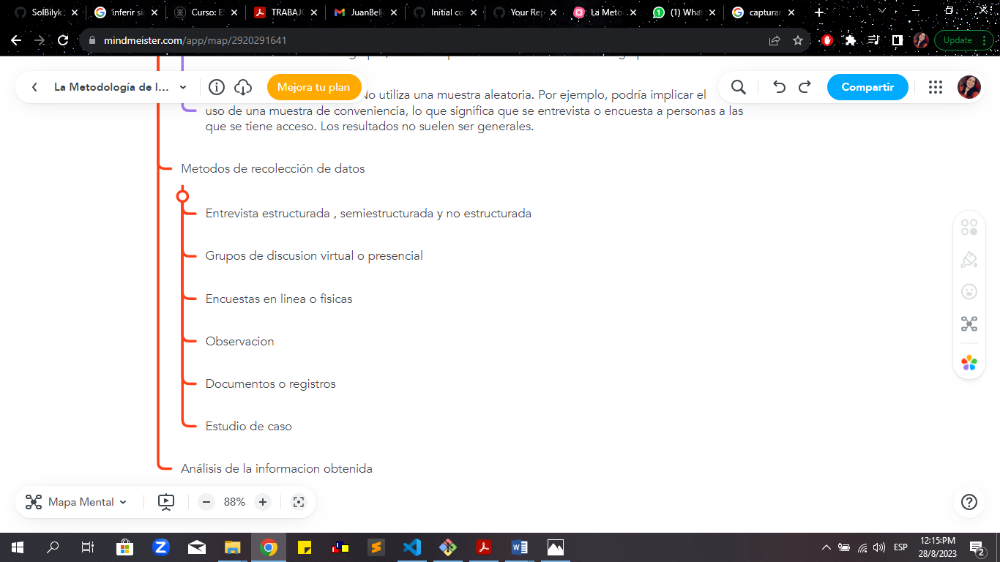 SolBilyk
inferir si
Curso: E
TRABAJ
JuanBeli
Initial co
Your Rep
La Meto
(1) What
capturar
mindmeister.com/app/map/2920291641
Update
La Metodología de l...
Mejora tu plan
Compartir
No utiliza una muestra aleatoria. Por ejemplo, podría implicar el
uso de una muestra de conveniencia, lo que significa que se entrevista o encuesta a personas a las
que se tiene acceso. Los resultados no suelen ser generales.
Metodos de recolección de datos
Entrevista estructurada , semiestructurada y no estructurada
Grupos de discusion virtual o presencial
Encuestas en linea o fisicas
Observacion
Documentos o registros
Estudio de caso
Análisis de la informacion obtenida
Mapa Mental
88%
ESP
12:15PM
28/8/2023
2